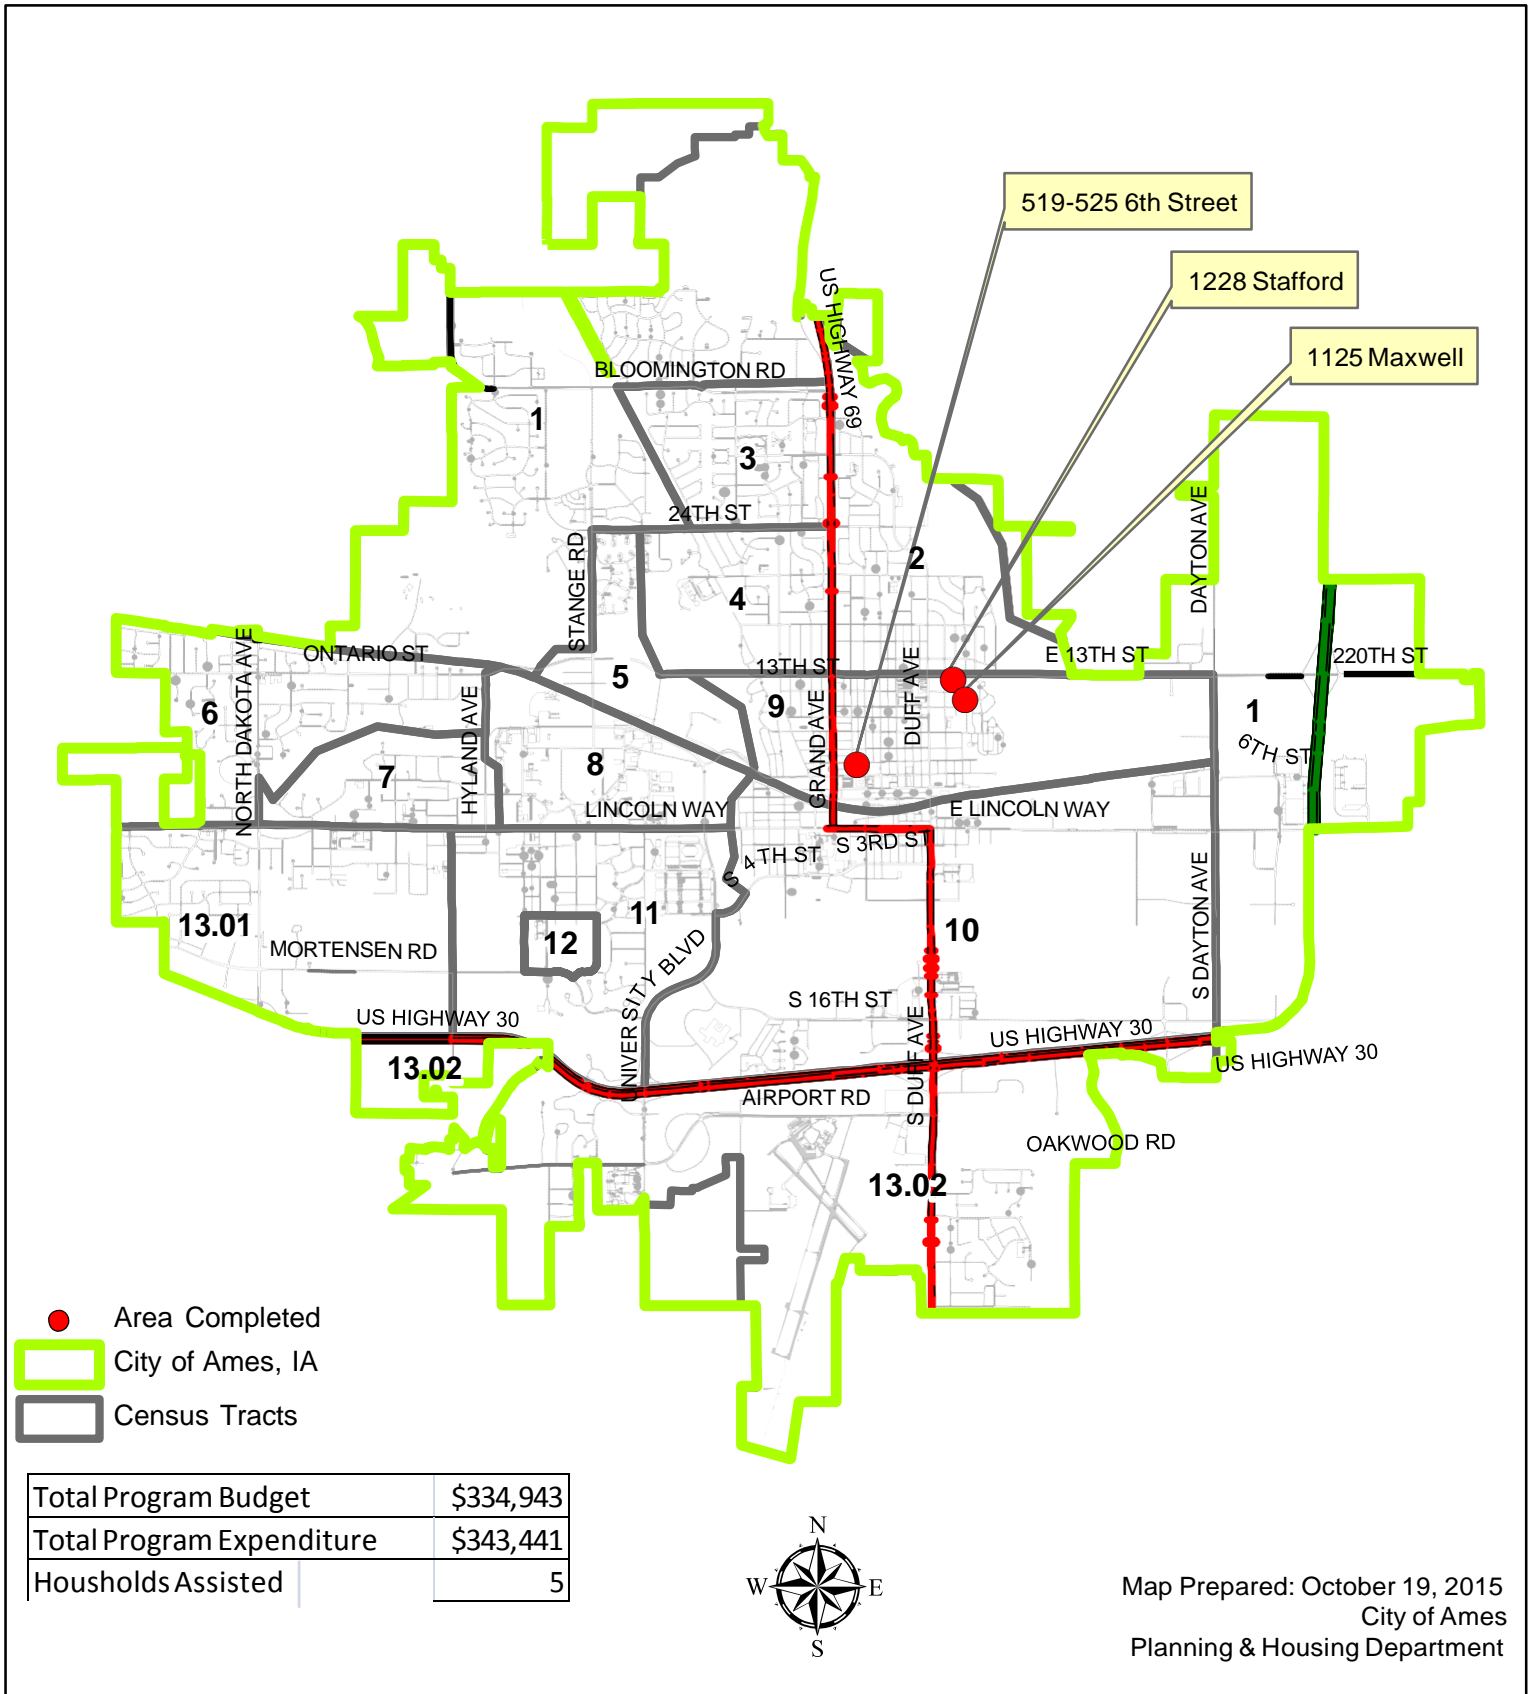 519-525 6th Street
1228 Stafford
1125 Maxwell
US HIGHWAY 69
BLOOMINGTON RD
1
3
24TH ST
STANGE RD
2
DAYTON AVE
4
NORTH DAKOTA AVE
ONTARIO ST
5
13TH ST
DUFF AVE
E 13TH ST
220TH ST
6
HYLAND AVE
9
GRAND AVE
1
6TH ST
7
8
LINCOLN WAY
E LINCOLN WAY
S 4 TH ST
S 3RD ST
13.01
MORTENSEN RD
12
11
UNIVERSITY BLVD
10
S DAYTON AVE
S 16TH ST
US HIGHWAY 30
S DUFF AVE
US HIGHWAY 30
US HIGHWAY 30
13.02
AIRPORT RD
OAKWOOD RD
13.02
Area Completed
City of Ames, IA
Census Tracts
Total Program Budget $334,943
Total Program Expenditure $343,441
Housholds Assisted 5
N
W E
S
Map Prepared: October 19, 2015
City of Ames
Planning & Housing Department